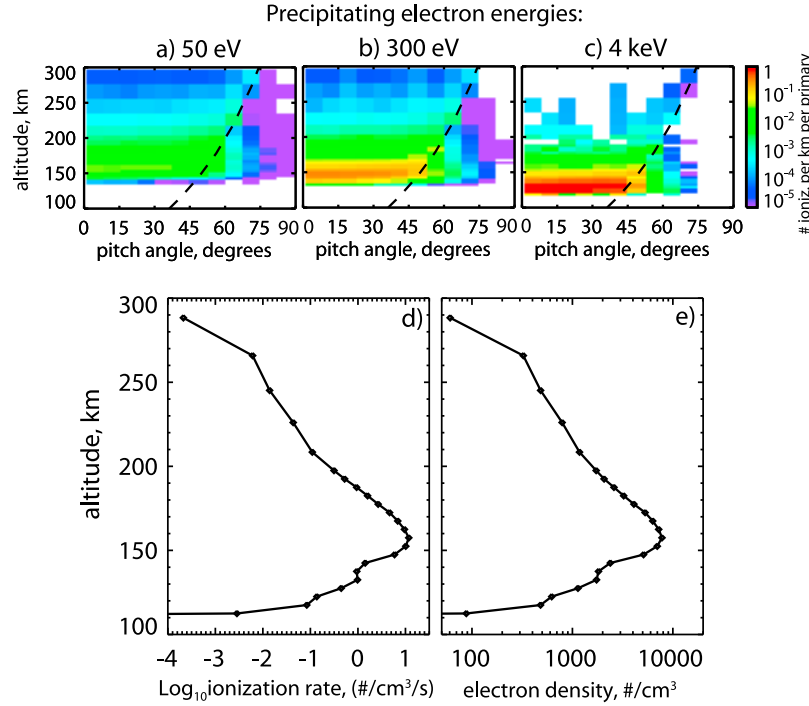 Precipitating electron energies:
a) 50 eV
b) 300 eV
c) 4 keV
altitude, km
300
250
200
150
100
0 15 30 45 60 75 90
0 15 30 45 60 75 90
0 15 30 45 60 75 90
pitch angle, degrees
pitch angle, degrees
pitch angle, degrees
1
10-1
10-2
10-3
10-4
10-5
# ioniz. per km per primary
d)
e)
altitude, km
300
250
200
150
100
-4 -3 -2 -1 0 1
100 1000 10000
Log10ionization rate, (#/cm3/s)
electron density, #/cm3